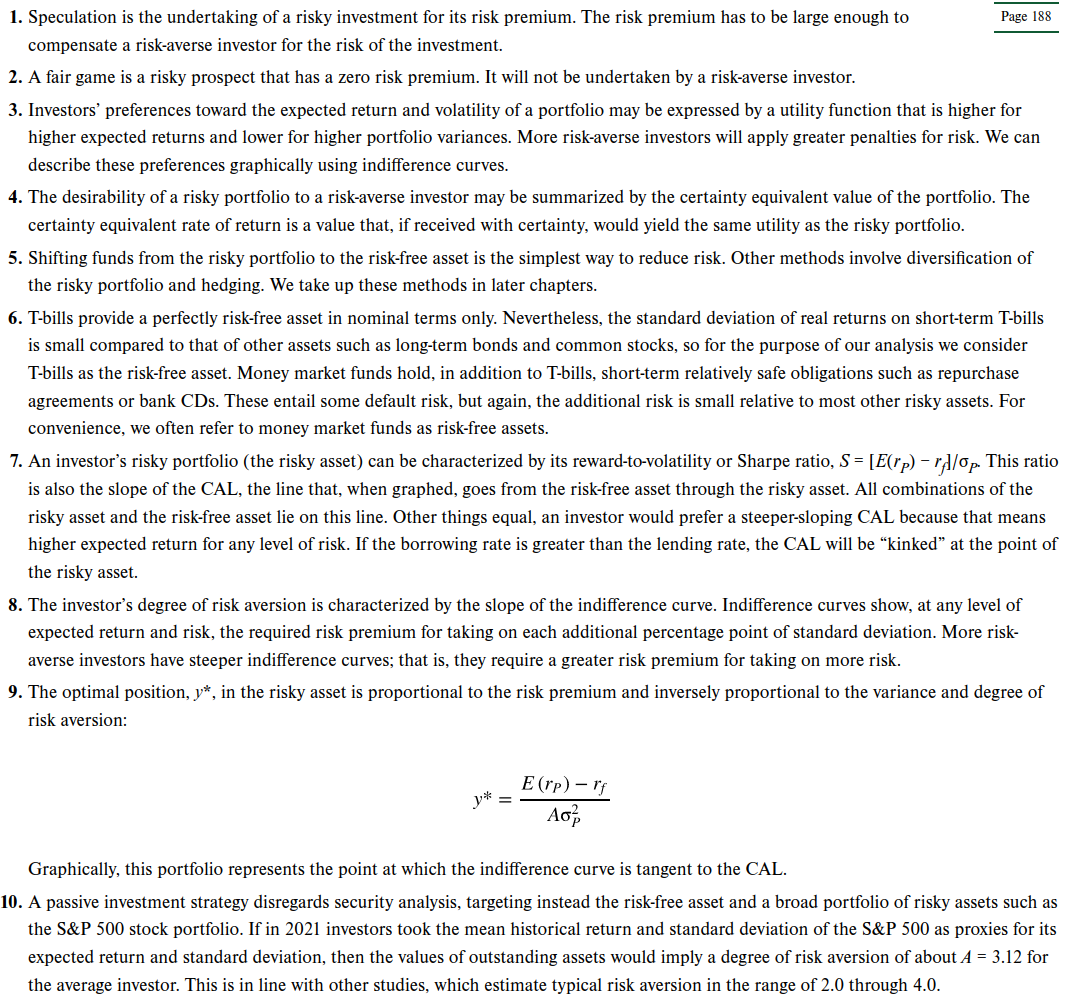 1. Speculation is the undertaking of a risky investment for its risk premium. The risk premium has to be large enough to
Page 188
compensate a risk-averse investor for the risk of the investment.
2. A fair game is a risky prospect that has a zero risk premium. It will not be undertaken by a risk-averse investor.
3. Investors’ preferences toward the expected return and volatility of a portfolio may be expressed by a utility function that is higher for
higher expected returns and lower for higher portfolio variances. More risk-averse investors will apply greater penalties for risk. We can
describe these preferences graphically using indifference curves.
4. The desirability of a risky portfolio to a risk-averse investor may be summarized by the certainty equivalent value of the portfolio. The
certainty equivalent rate of return is a value that, if received with certainty, would yield the same utility as the risky portfolio.
5. Shifting funds from the risky portfolio to the risk-free asset is the simplest way to reduce risk. Other methods involve diversification of
the risky portfolio and hedging. We take up these methods in later chapters.
6. T-bills provide a perfectly risk-free asset in nominal terms only. Nevertheless, the standard deviation of real returns on short-term T-bills
is small compared to that of other assets such as long-term bonds and common stocks, so for the purpose of our analysis we consider
T-bills as the risk-free asset. Money market funds hold, in addition to T-bills, short-term relatively safe obligations such as repurchase
agreements or bank CDs. These entail some default risk, but again, the additional risk is small relative to most other risky assets. For
convenience, we often refer to money market funds as risk-free assets.
7. An investor’s risky portfolio (the risky asset) can be characterized by its reward-to-volatility or Sharpe ratio, S = [E(rP) − rf]/σP. This ratio
is also the slope of the CAL, the line that, when graphed, goes from the risk-free asset through the risky asset. All combinations of the
risky asset and the risk-free asset lie on this line. Other things equal, an investor would prefer a steeper-sloping CAL because that means
higher expected return for any level of risk. If the borrowing rate is greater than the lending rate, the CAL will be “kinked” at the point of
the risky asset.
8. The investor’s degree of risk aversion is characterized by the slope of the indifference curve. Indifference curves show, at any level of
expected return and risk, the required risk premium for taking on each additional percentage point of standard deviation. More risk-
averse investors have steeper indifference curves; that is, they require a greater risk premium for taking on more risk.
9. The optimal position, y*, in the risky asset is proportional to the risk premium and inversely proportional to the variance and degree of
risk aversion:
y* = (E (rP) − rf) / (Aσ²P)
Graphically, this portfolio represents the point at which the indifference curve is tangent to the CAL.
10. A passive investment strategy disregards security analysis, targeting instead the risk-free asset and a broad portfolio of risky assets such as
the S&P 500 stock portfolio. If in 2021 investors took the mean historical return and standard deviation of the S&P 500 as proxies for its
expected return and standard deviation, then the values of outstanding assets would imply a degree of risk aversion of about A = 3.12 for
the average investor. This is in line with other studies, which estimate typical risk aversion in the range of 2.0 through 4.0.